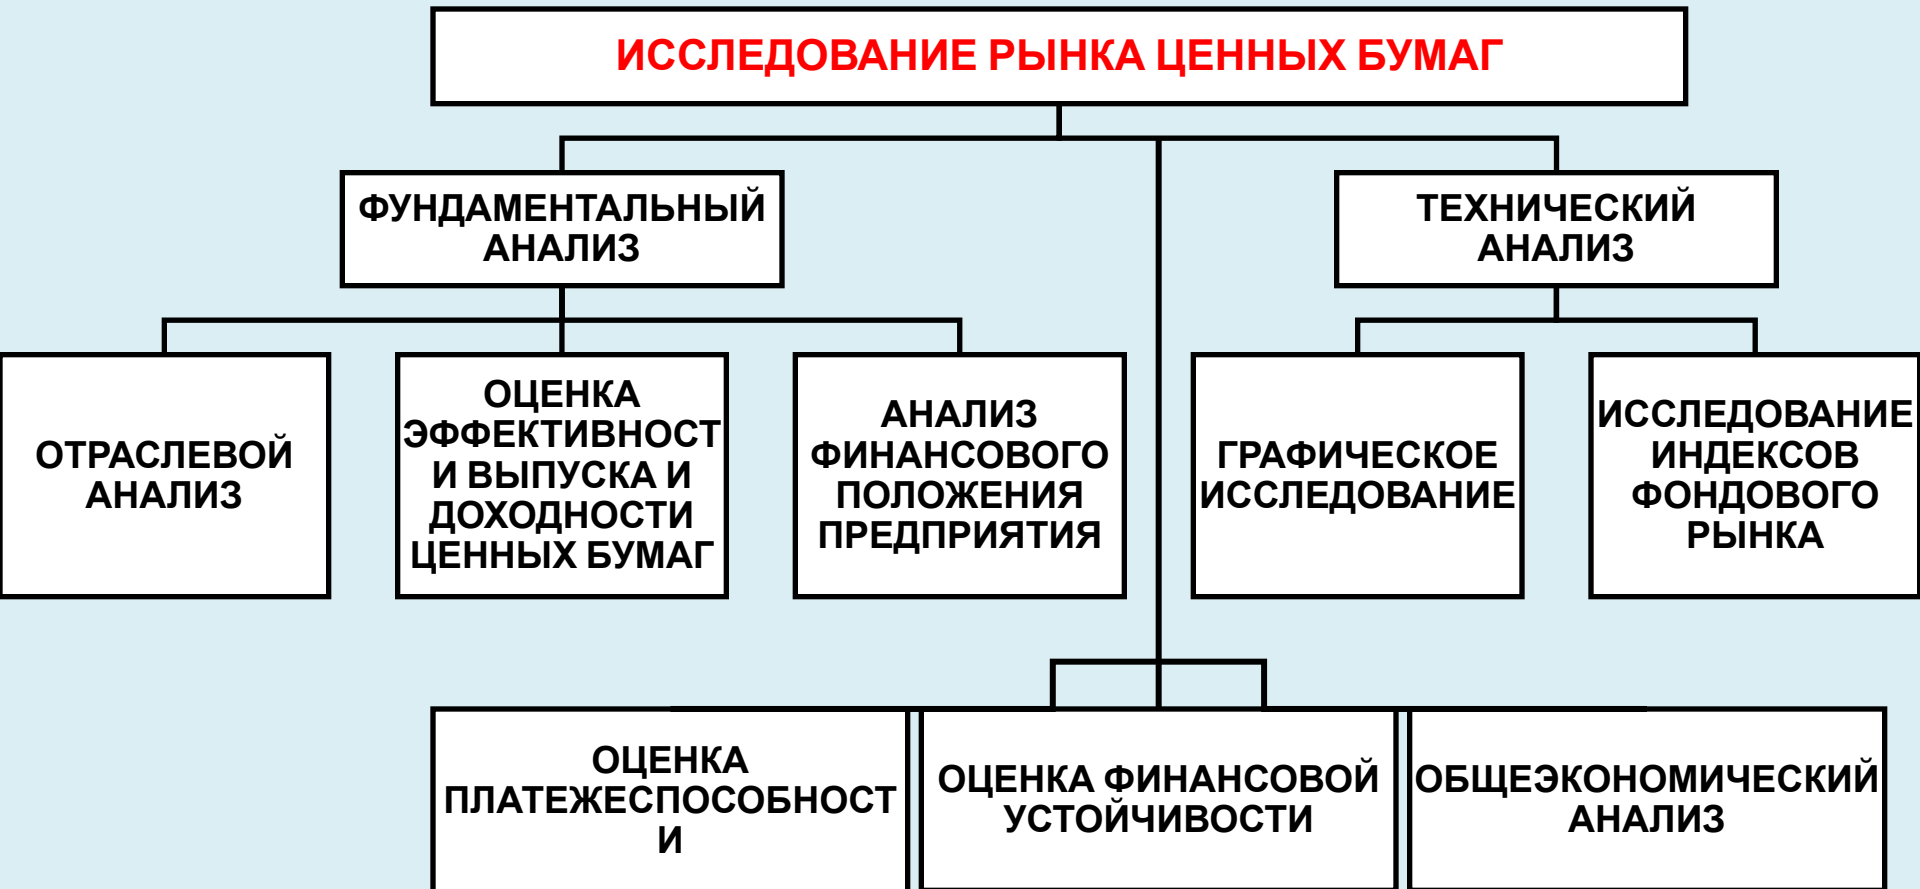 ИССЛЕДОВАНИЕ РЫНКА ЦЕННЫХ БУМАГ
ФУНДАМЕНТАЛЬНЫЙ
АНАЛИЗ
ТЕХНИЧЕСКИЙ
АНАЛИЗ
ОТРАСЛЕВОЙ
АНАЛИЗ
ОЦЕНКА
ЭФФЕКТИВНОСТ
И ВЫПУСКА И
ДОХОДНОСТИ
ЦЕННЫХ БУМАГ
АНАЛИЗ
ФИНАНСОВОГО
ПОЛОЖЕНИЯ
ПРЕДПРИЯТИЯ
ГРАФИЧЕСКОЕ
ИССЛЕДОВАНИЕ
ИССЛЕДОВАНИЕ
ИНДЕКСОВ
ФОНДОВОГО
РЫНКА
ОЦЕНКА
ПЛАТЕЖЕСПОСОБНОСТ
И
ОЦЕНКА ФИНАНСОВОЙ
УСТОЙЧИВОСТИ
ОБЩЕЭКОНОМИЧЕСКИЙ
АНАЛИЗ